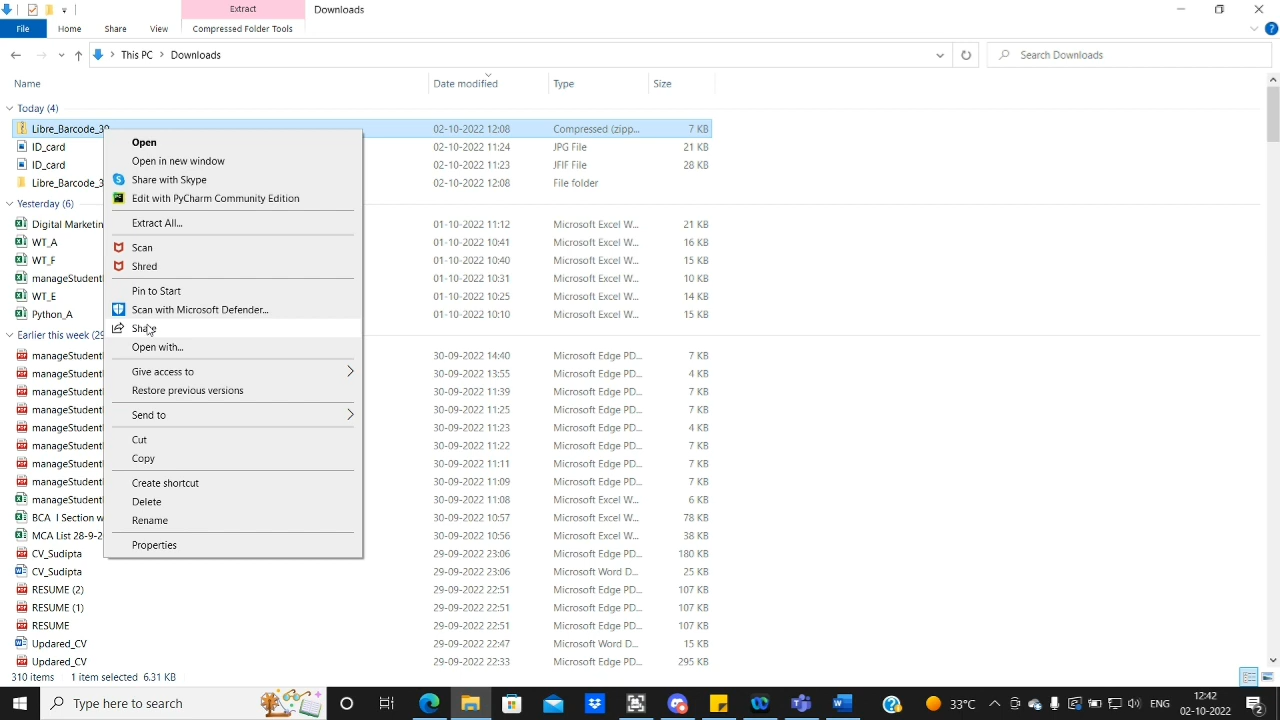 Extract Downloads
File Home Share View Compressed Folder Tools
This PC Downloads Search Downloads
Name Date modified Type Size
Today (4)
Libre_Barcode_39 02-10-2022 12:08 Compressed (zipp... 7 KB
ID_card 02-10-2022 11:24 JPG File 21 KB
ID_card 02-10-2022 11:23 JFIF File 28 KB
Libre_Barcode_3 02-10-2022 12:08 File folder
Yesterday (6)
Digital Marketin 01-10-2022 11:12 Microsoft Excel W... 21 KB
WT_A 01-10-2022 10:41 Microsoft Excel W... 16 KB
WT_F 01-10-2022 10:40 Microsoft Excel W... 15 KB
manageStudent 01-10-2022 10:31 Microsoft Excel W... 10 KB
WT_E 01-10-2022 10:25 Microsoft Excel W... 14 KB
Python_A 01-10-2022 10:10 Microsoft Excel W... 15 KB
Earlier this week (29
manageStudent 30-09-2022 14:40 Microsoft Edge PD... 7 KB
manageStudent 30-09-2022 13:55 Microsoft Edge PD... 4 KB
manageStudent 30-09-2022 11:39 Microsoft Edge PD... 7 KB
manageStudent 30-09-2022 11:25 Microsoft Edge PD... 7 KB
manageStudent 30-09-2022 11:23 Microsoft Edge PD... 4 KB
manageStudent 30-09-2022 11:22 Microsoft Edge PD... 7 KB
manageStudent 30-09-2022 11:11 Microsoft Edge PD... 7 KB
manageStudent 30-09-2022 11:09 Microsoft Edge PD... 7 KB
manageStudent 30-09-2022 11:08 Microsoft Excel W... 6 KB
BCA I Section w 30-09-2022 10:57 Microsoft Excel W... 78 KB
MCA List 28-9-2 30-09-2022 10:56 Microsoft Excel W... 38 KB
CV_Sudipta 29-09-2022 23:06 Microsoft Edge PD... 180 KB
CV_Sudipta 29-09-2022 23:06 Microsoft Word D... 25 KB
RESUME (2) 29-09-2022 22:51 Microsoft Edge PD... 107 KB
RESUME (1) 29-09-2022 22:51 Microsoft Edge PD... 107 KB
RESUME 29-09-2022 22:51 Microsoft Edge PD... 107 KB
Updared_CV 29-09-2022 22:47 Microsoft Word D... 15 KB
Updared_CV 29-09-2022 22:33 Microsoft Edge PD... 295 KB
Open
Open in new window
Share with Skype
Edit with PyCharm Community Edition
Extract All...
Scan
Shred
Pin to Start
Scan with Microsoft Defender...
Share
Open with...
Give access to
Restore previous versions
Send to
Cut
Copy
Create shortcut
Delete
Rename
Properties
310 items 1 item selected 6.31 KB
Type here to search 33°C ENG 12:42
02-10-2022 2